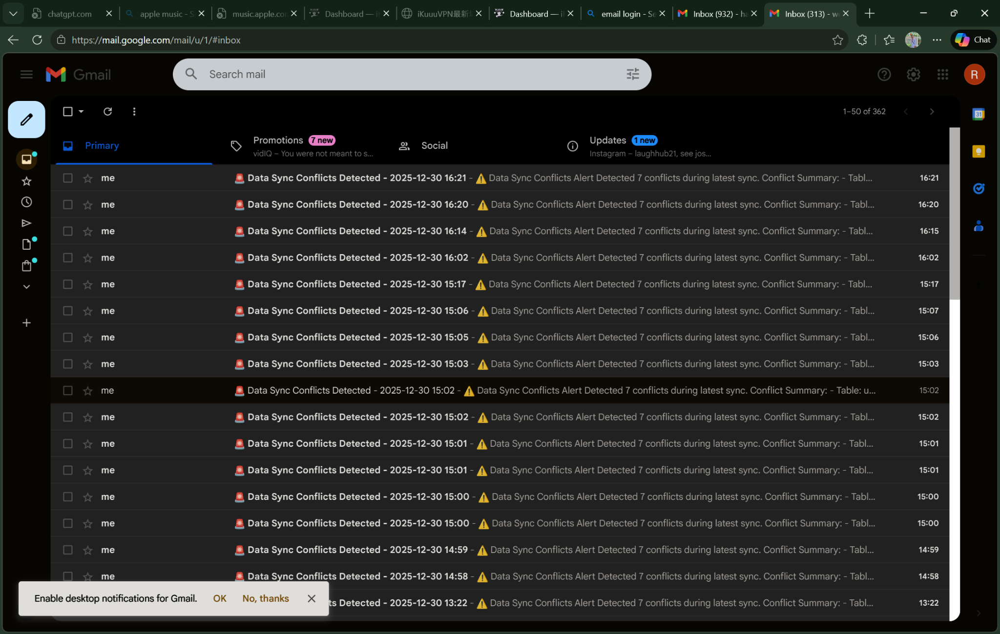 chatgpt.com
apple music - S
music.apple.co
Dashboard — i
iKuuuVPN最新
Dashboard — i
email login - Se
Inbox (932) - ha
Inbox (313) - w
https://mail.google.com/mail/u/1/#inbox
Chat
Gmail
Search mail
R
1–50 of 362
31
Primary
Promotions 7 new
vidIQ – You were not meant to s...
Social
Updates 1 new
Instagram – laughhub21, see jos...
me 🚨 Data Sync Conflicts Detected - 2025-12-30 16:21 - ⚠️ Data Sync Conflicts Alert Detected 7 conflicts during latest sync. Conflict Summary: - Tabl... 16:21
me 🚨 Data Sync Conflicts Detected - 2025-12-30 16:20 - ⚠️ Data Sync Conflicts Alert Detected 7 conflicts during latest sync. Conflict Summary: - Tabl... 16:20
me 🚨 Data Sync Conflicts Detected - 2025-12-30 16:14 - ⚠️ Data Sync Conflicts Alert Detected 7 conflicts during latest sync. Conflict Summary: - Tabl... 16:15
me 🚨 Data Sync Conflicts Detected - 2025-12-30 16:02 - ⚠️ Data Sync Conflicts Alert Detected 7 conflicts during latest sync. Conflict Summary: - Tabl... 16:02
me 🚨 Data Sync Conflicts Detected - 2025-12-30 15:17 - ⚠️ Data Sync Conflicts Alert Detected 7 conflicts during latest sync. Conflict Summary: - Tabl... 15:17
me 🚨 Data Sync Conflicts Detected - 2025-12-30 15:06 - ⚠️ Data Sync Conflicts Alert Detected 7 conflicts during latest sync. Conflict Summary: - Tabl... 15:07
me 🚨 Data Sync Conflicts Detected - 2025-12-30 15:05 - ⚠️ Data Sync Conflicts Alert Detected 7 conflicts during latest sync. Conflict Summary: - Tabl... 15:06
me 🚨 Data Sync Conflicts Detected - 2025-12-30 15:03 - ⚠️ Data Sync Conflicts Alert Detected 7 conflicts during latest sync. Conflict Summary: - Tabl... 15:03
me 🚨 Data Sync Conflicts Detected - 2025-12-30 15:02 - ⚠️ Data Sync Conflicts Alert Detected 7 conflicts during latest sync. Conflict Summary: - Table: u... 15:02
me 🚨 Data Sync Conflicts Detected - 2025-12-30 15:02 - ⚠️ Data Sync Conflicts Alert Detected 7 conflicts during latest sync. Conflict Summary: - Tabl... 15:02
me 🚨 Data Sync Conflicts Detected - 2025-12-30 15:01 - ⚠️ Data Sync Conflicts Alert Detected 7 conflicts during latest sync. Conflict Summary: - Tabl... 15:01
me 🚨 Data Sync Conflicts Detected - 2025-12-30 15:01 - ⚠️ Data Sync Conflicts Alert Detected 7 conflicts during latest sync. Conflict Summary: - Tabl... 15:01
me 🚨 Data Sync Conflicts Detected - 2025-12-30 15:00 - ⚠️ Data Sync Conflicts Alert Detected 7 conflicts during latest sync. Conflict Summary: - Tabl... 15:00
me 🚨 Data Sync Conflicts Detected - 2025-12-30 15:00 - ⚠️ Data Sync Conflicts Alert Detected 7 conflicts during latest sync. Conflict Summary: - Tabl... 15:00
me 🚨 Data Sync Conflicts Detected - 2025-12-30 14:59 - ⚠️ Data Sync Conflicts Alert Detected 7 conflicts during latest sync. Conflict Summary: - Tabl... 14:59
me 🚨 Data Sync Conflicts Detected - 2025-12-30 14:58 - ⚠️ Data Sync Conflicts Alert Detected 7 conflicts during latest sync. Conflict Summary: - Tabl... 14:58
ts Detected - 2025-12-30 13:22 - ⚠️ Data Sync Conflicts Alert Detected 7 conflicts during latest sync. Conflict Summary: - Tabl... 13:22
Enable desktop notifications for Gmail. OK No, thanks